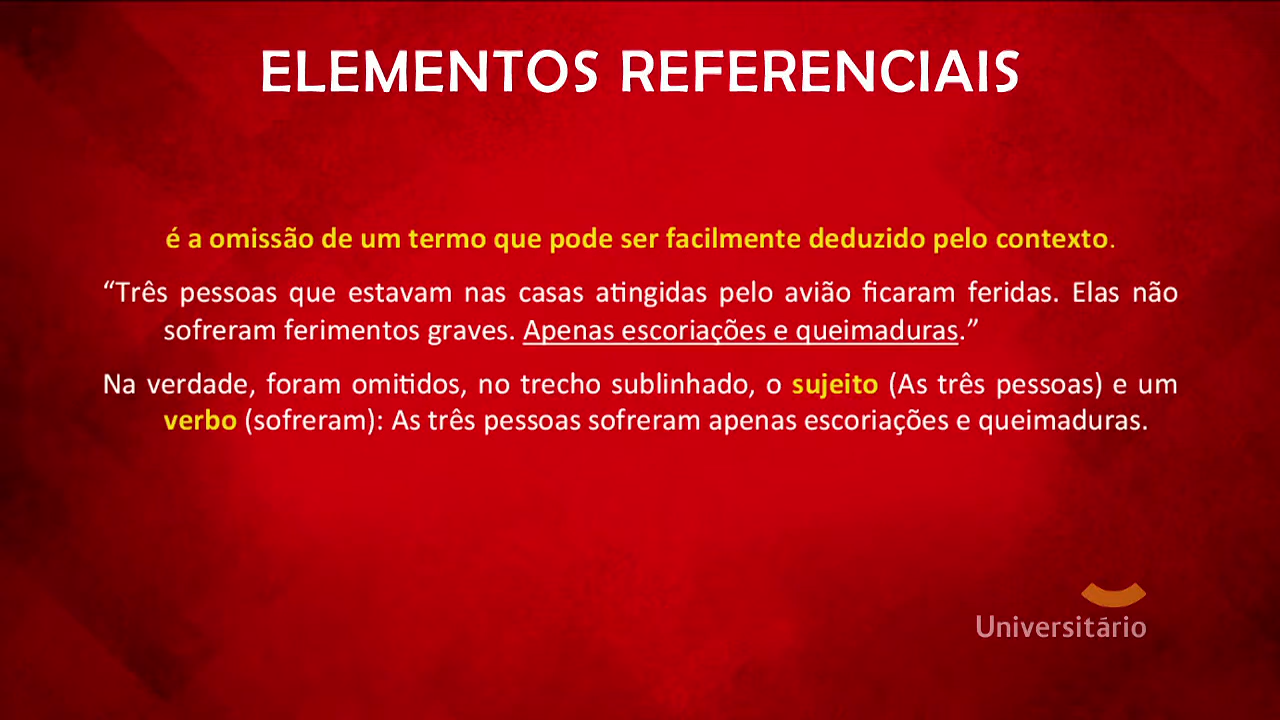 ELEMENTOS REFERENCIAIS
é a omissão de um termo que pode ser facilmente deduzido pelo contexto.
“Três pessoas que estavam nas casas atingidas pelo avião ficaram feridas. Elas não
sofreram ferimentos graves. Apenas escoriações e queimaduras.”
Na verdade, foram omitidos, no trecho sublinhado, o sujeito (As três pessoas) e um
verbo (sofreram): As três pessoas sofreram apenas escoriações e queimaduras.
Universitário